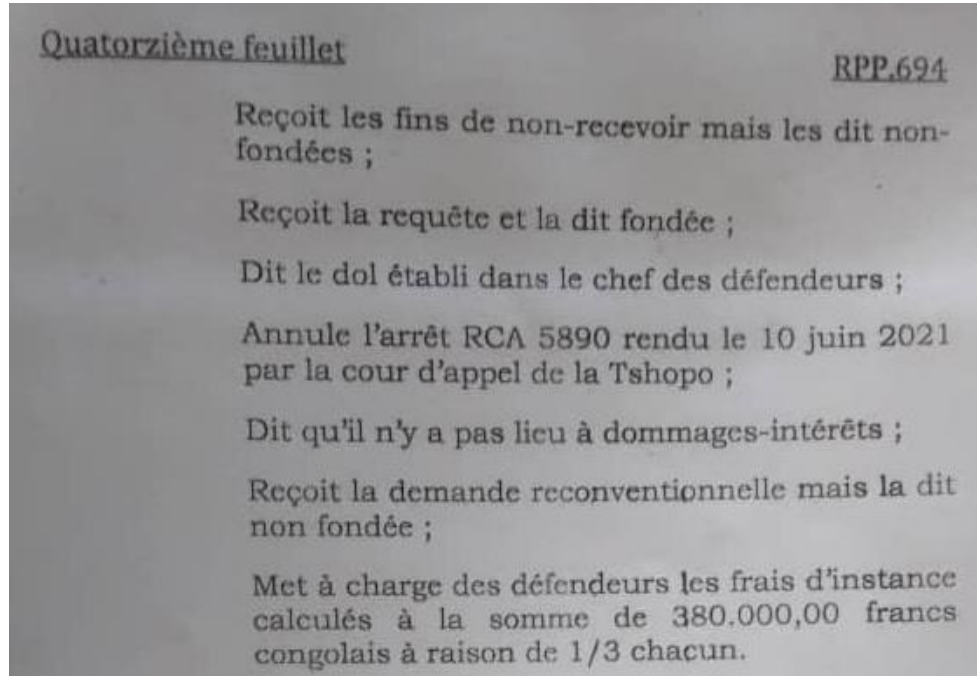 Quatorzième feuillet
RPP.694
Reçoit les fins de non-recevoir mais les dit non-
fondées ;
Reçoit la requête et la dit fondée ;
Dit le dol établi dans le chef des défendeurs ;
Annule l'arrêt RCA 5890 rendu le 10 juin 2021
par la cour d'appel de la Tshopo ;
Dit qu'il n'y a pas lieu à dommages-intérêts ;
Reçoit la demande reconventionnelle mais la dit
non fondée ;
Met à charge des défendeurs les frais d'instance
calculés à la somme de 380.000,00 francs
congolais à raison de 1/3 chacun.